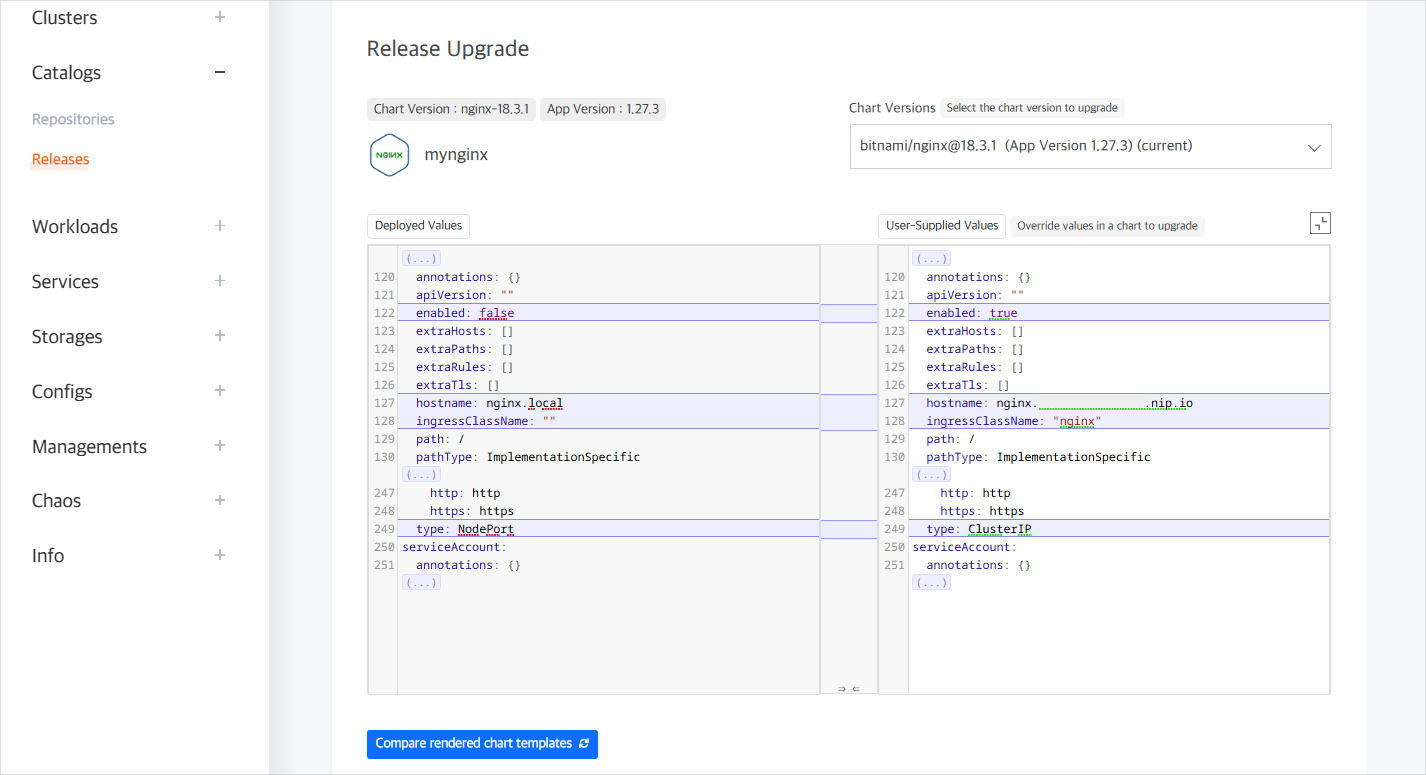 Clusters +
Catalogs −
Repositories
Releases
Workloads +
Services +
Storages +
Configs +
Managements +
Chaos +
Info +
Release Upgrade
Chart Version : nginx-18.3.1 App Version : 1.27.3
NGINX mynginx
Chart Versions Select the chart version to upgrade
bitnami/nginx@18.3.1 (App Version 1.27.3) (current)
Deployed Values
(...)
120 annotations: {}
121 apiVersion: ""
122 enabled: false
123 extraHosts: []
124 extraPaths: []
125 extraRules: []
126 extraTls: []
127 hostname: nginx.local
128 ingressClassName: ""
129 path: /
130 pathType: ImplementationSpecific
(...)
247 http: http
248 https: https
249 type: NodePort
250 serviceAccount:
251 annotations: {}
(...)
⇒ ⇐
User-Supplied Values Override values in a chart to upgrade
(...)
120 annotations: {}
121 apiVersion: ""
122 enabled: true
123 extraHosts: []
124 extraPaths: []
125 extraRules: []
126 extraTls: []
127 hostname: nginx. .nip.io
128 ingressClassName: "nginx"
129 path: /
130 pathType: ImplementationSpecific
(...)
247 http: http
248 https: https
249 type: ClusterIP
250 serviceAccount:
251 annotations: {}
(...)
Compare rendered chart templates